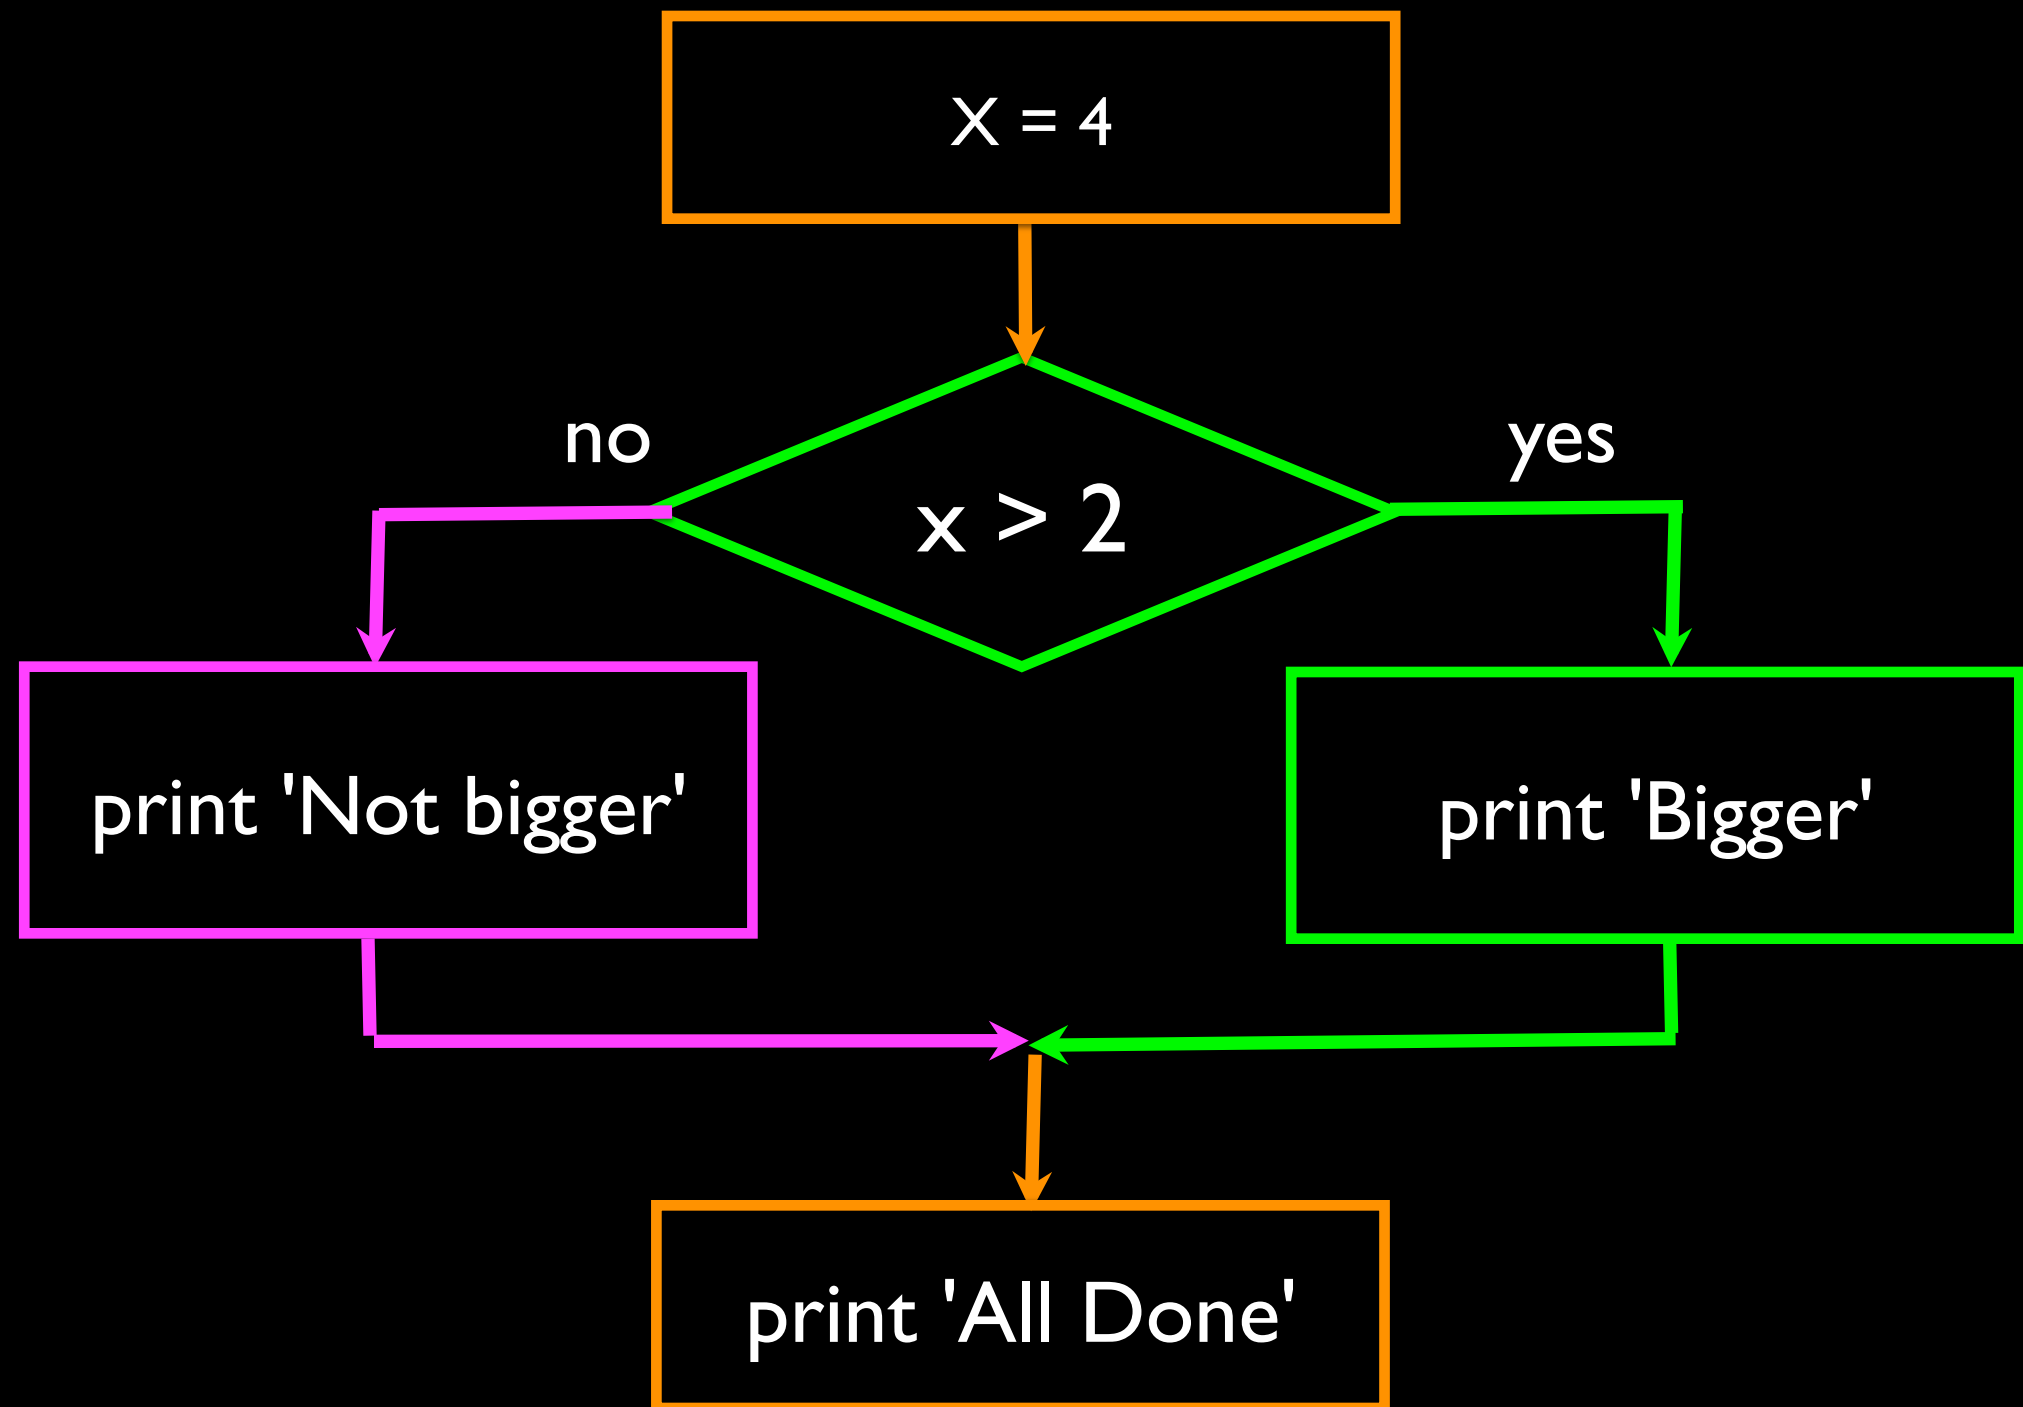 X = 4
no
yes
x > 2
print 'Not bigger'
print 'Bigger'
print 'All Done'